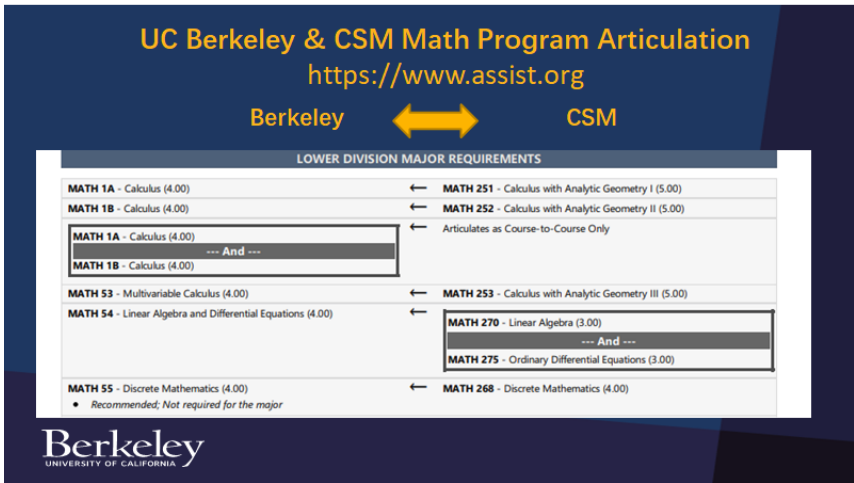 UC Berkeley & CSM Math Program Articulation
https://www.assist.org
Berkeley CSM
LOWER DIVISION MAJOR REQUIREMENTS
MATH 1A - Calculus (4.00) ← MATH 251 - Calculus with Analytic Geometry I (5.00)
MATH 1B - Calculus (4.00) ← MATH 252 - Calculus with Analytic Geometry II (5.00)
MATH 1A - Calculus (4.00) ← Articulates as Course-to-Course Only
--- And ---
MATH 1B - Calculus (4.00)
MATH 53 - Multivariable Calculus (4.00) ← MATH 253 - Calculus with Analytic Geometry III (5.00)
MATH 54 - Linear Algebra and Differential Equations (4.00) ← MATH 270 - Linear Algebra (3.00)
--- And ---
MATH 275 - Ordinary Differential Equations (3.00)
MATH 55 - Discrete Mathematics (4.00) ← MATH 268 - Discrete Mathematics (4.00)
• Recommended; Not required for the major
Berkeley
UNIVERSITY OF CALIFORNIA